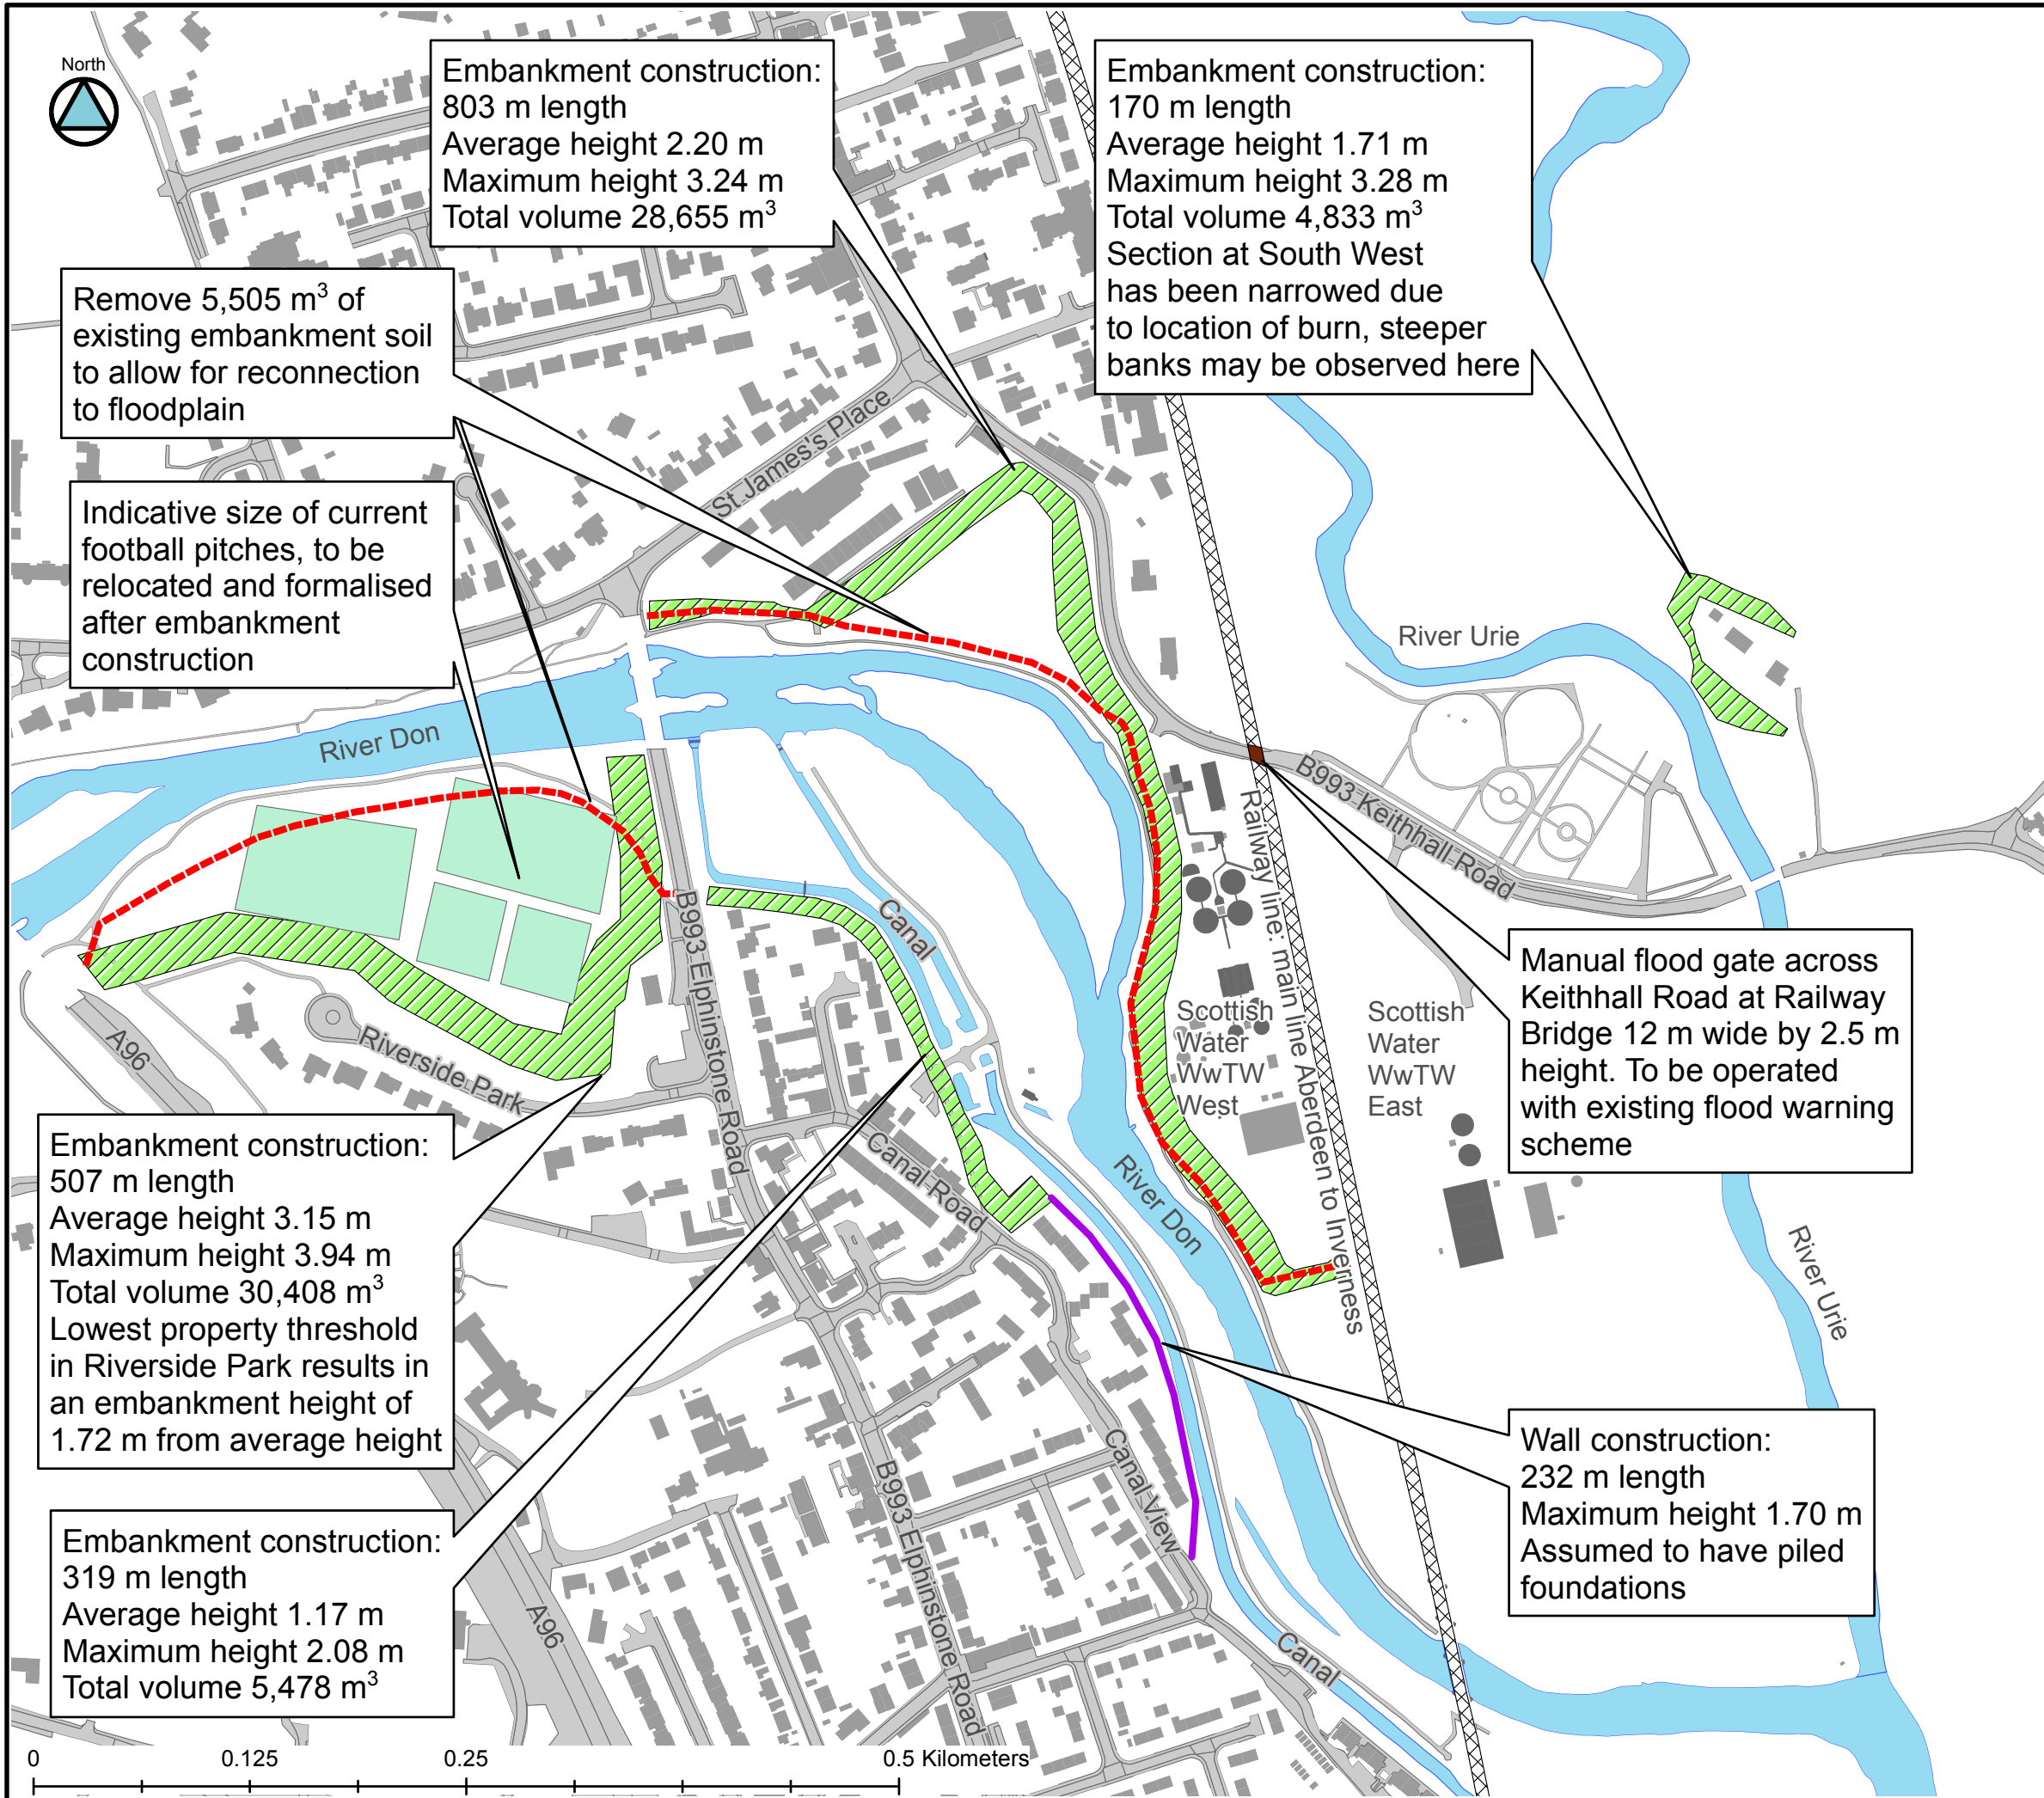 North
Embankment construction:
803 m length
Average height 2.20 m
Maximum height 3.24 m
Total volume 28,655 m³
Embankment construction:
170 m length
Average height 1.71 m
Maximum height 3.28 m
Total volume 4,833 m³
Section at South West
has been narrowed due
to location of burn, steeper
banks may be observed here
Remove 5,505 m³ of
existing embankment soil
to allow for reconnection
to floodplain
Indicative size of current
football pitches, to be
relocated and formalised
after embankment
construction
St James's Place
River Urie
River Don
B993 Keithhall Road
Railway line: main line Aberdeen to Inverness
Canal
B993 Elphinstone Road
A96
Riverside Park
Scottish
Water
WwTW
West
Scottish
Water
WwTW
East
Manual flood gate across
Keithhall Road at Railway
Bridge 12 m wide by 2.5 m
height. To be operated
with existing flood warning
scheme
Canal Road
River Don
River Urie
Embankment construction:
507 m length
Average height 3.15 m
Maximum height 3.94 m
Total volume 30,408 m³
Lowest property threshold
in Riverside Park results in
an embankment height of
1.72 m from average height
Wall construction:
232 m length
Maximum height 1.70 m
Assumed to have piled
foundations
Canal View
B993 Elphinstone Road
A96
Canal
Embankment construction:
319 m length
Average height 1.17 m
Maximum height 2.08 m
Total volume 5,478 m³
0 0.125 0.25 0.5 Kilometers